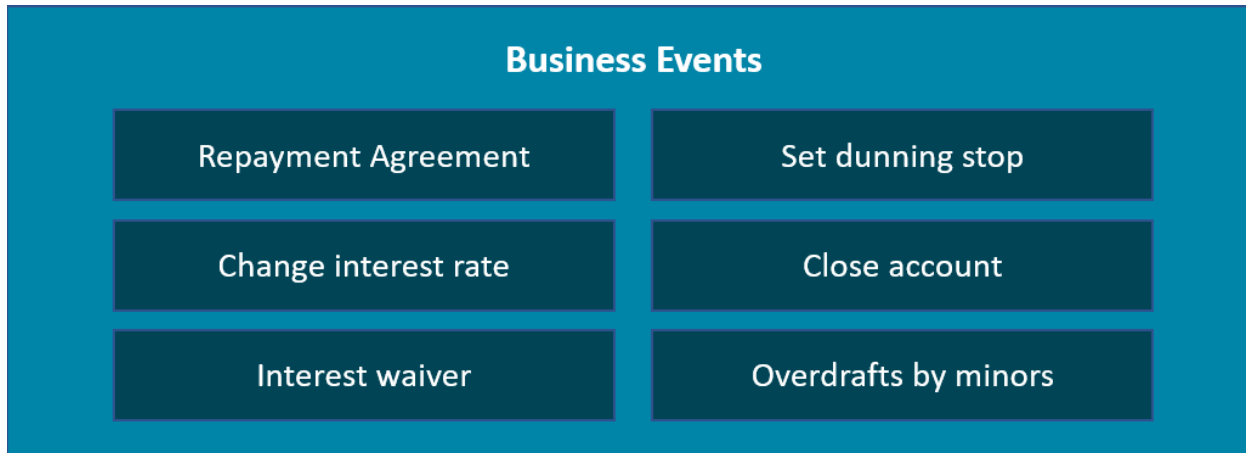 Business Events
Repayment Agreement
Set dunning stop
Change interest rate
Close account
Interest waiver
Overdrafts by minors